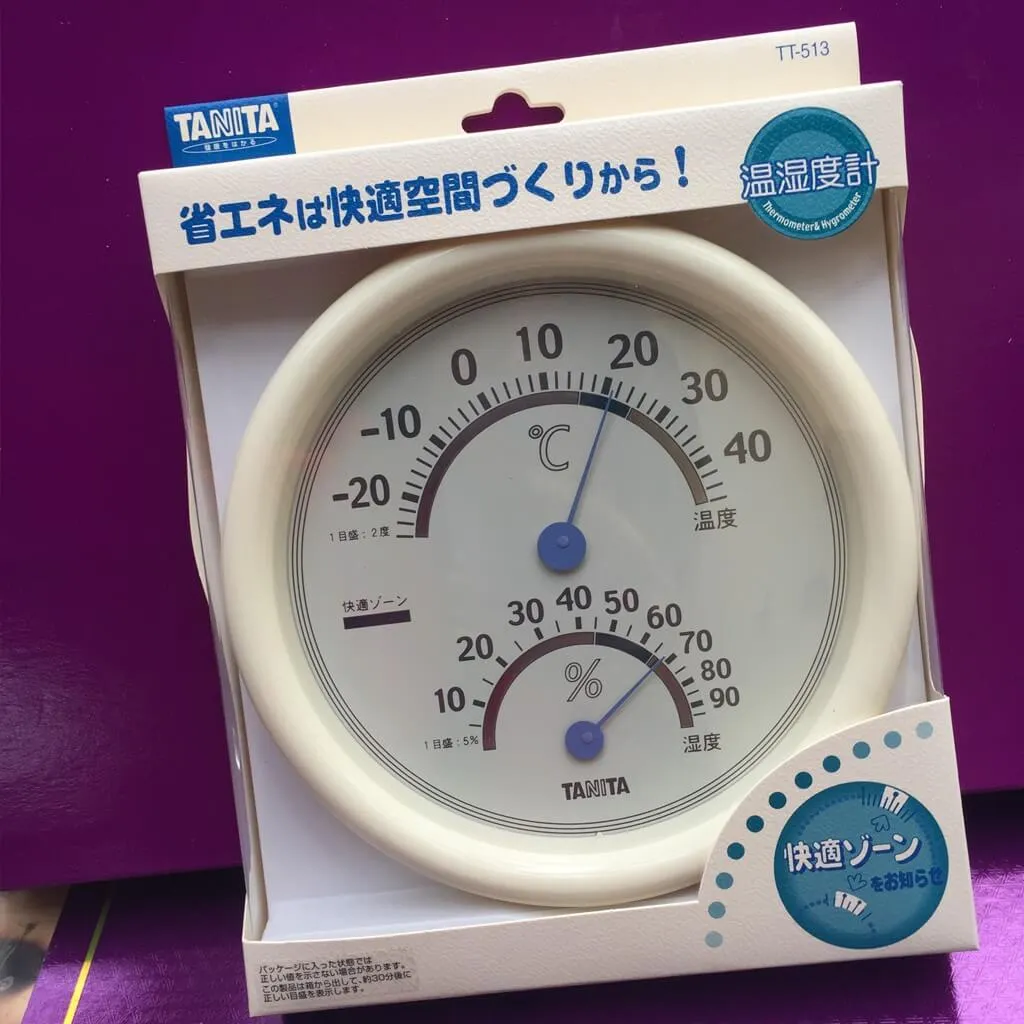 TT-513
TANITA
健康をはかる
省エネは快適空間づくりから！
温湿度計
Thermometer&Hygrometer
-20 -10 0 10 20 30 40
℃
1目盛：2度
温度
快適ゾーン
10 20 30 40 50 60 70 80 90
%
1目盛：5%
湿度
TANITA
快適ゾーン
をお知らせ
パッケージに入った状態では
正しい値を示さない場合があります。
この製品は箱から出して、約30分後に
正しい目盛を表示します。